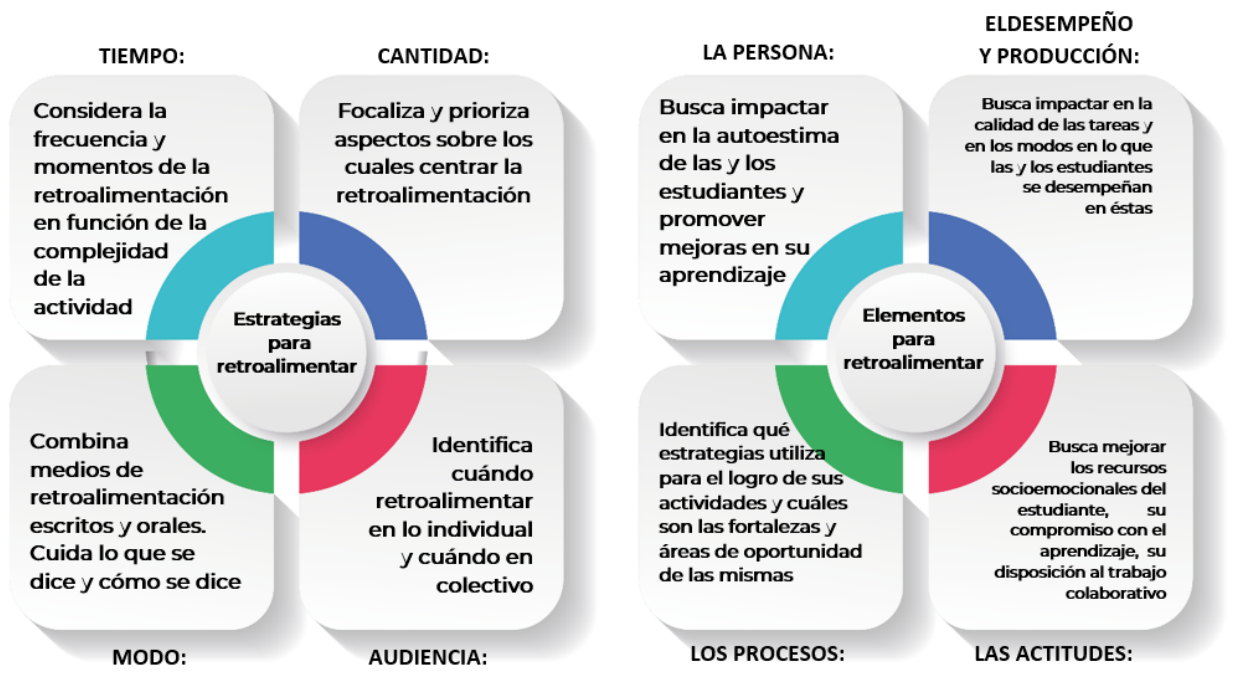 TIEMPO:
Considera la
frecuencia y
momentos de la
retroalimentación
en función de la
complejidad
de la
actividad
CANTIDAD:
Focaliza y prioriza
aspectos sobre los
cuales centrar la
retroalimentación
Estrategias
para
retroalimentar
Combina
medios de
retroalimentación
escritos y orales.
Cuida lo que se
dice y cómo se dice
MODO:
Identifica
cuándo
retroalimentar
en lo individual
y cuándo en
colectivo
AUDIENCIA:
LA PERSONA:
Busca impactar
en la autoestima
de las y los
estudiantes y
promover
mejoras en su
aprendizaje
ELDESEMPEÑO
Y PRODUCCIÓN:
Busca impactar en la
calidad de las tareas y
en los modos en lo que
las y los estudiantes
se desempeñan
en éstas
Elementos
para
retroalimentar
Identifica qué
estrategias utiliza
para el logro de sus
actividades y cuáles
son las fortalezas y
áreas de oportunidad
de las mismas
LOS PROCESOS:
Busca mejorar
los recursos
socioemocionales del
estudiante, su
compromiso con el
aprendizaje, su
disposición al trabajo
colaborativo
LAS ACTITUDES: